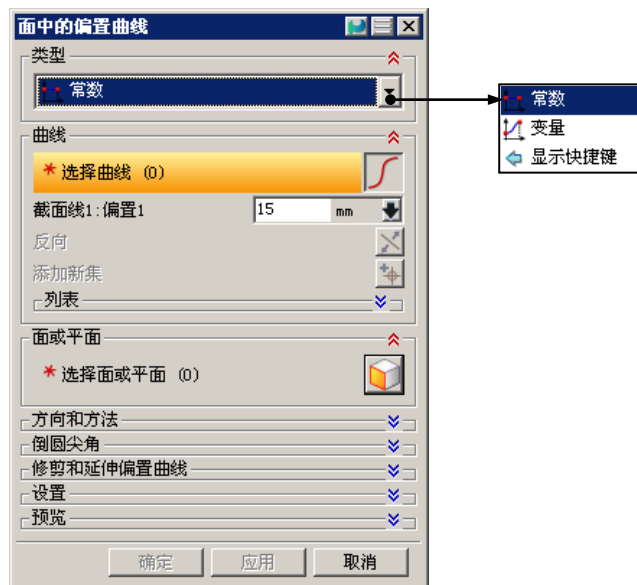 面中的偏置曲线
类型
常数
曲线
* 选择曲线 (0)
截面线1:偏置1 15 mm
反向
添加新集
列表
面或平面
* 选择面或平面 (0)
方向和方法
倒圆尖角
修剪和延伸偏置曲线
设置
预览
确定 应用 取消
常数
变量
显示快捷键